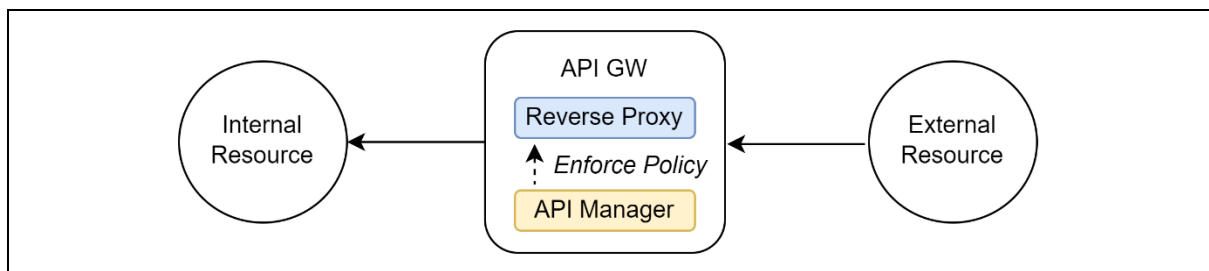 Internal
Resource
API GW
Reverse Proxy
Enforce Policy
API Manager
External
Resource